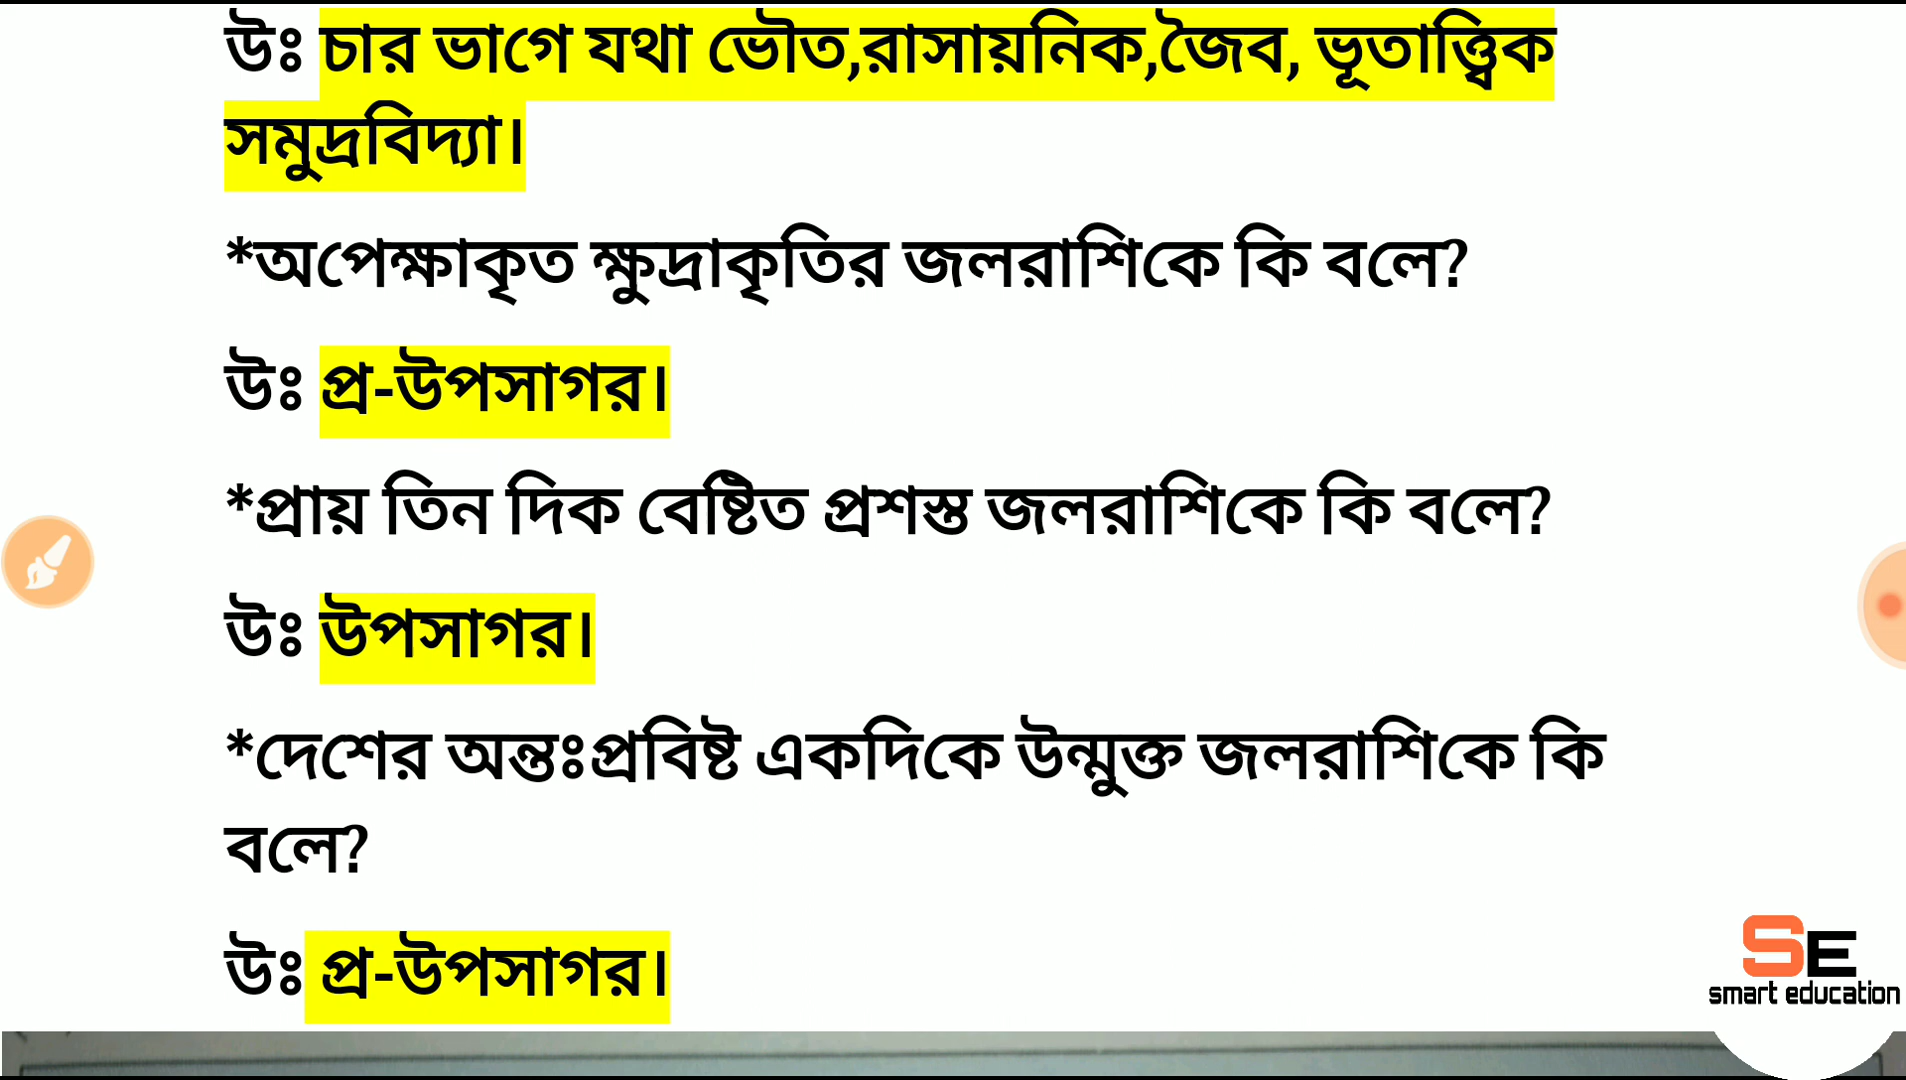 উঃ চার ভাগে যথা ভৌত,রাসায়নিক,জৈব, ভূতাত্ত্বিক
সমুদ্রবিদ্যা।
*অপেক্ষাকৃত ক্ষুদ্রাকৃতির জলরাশিকে কি বলে?
উঃ প্র-উপসাগর।
*প্রায় তিন দিক বেষ্টিত প্রশস্ত জলরাশিকে কি বলে?
উঃ উপসাগর।
*দেশের অন্তঃপ্রবিষ্ট একদিকে উন্মুক্ত জলরাশিকে কি
বলে?
উঃ প্র-উপসাগর।
SE
smart education